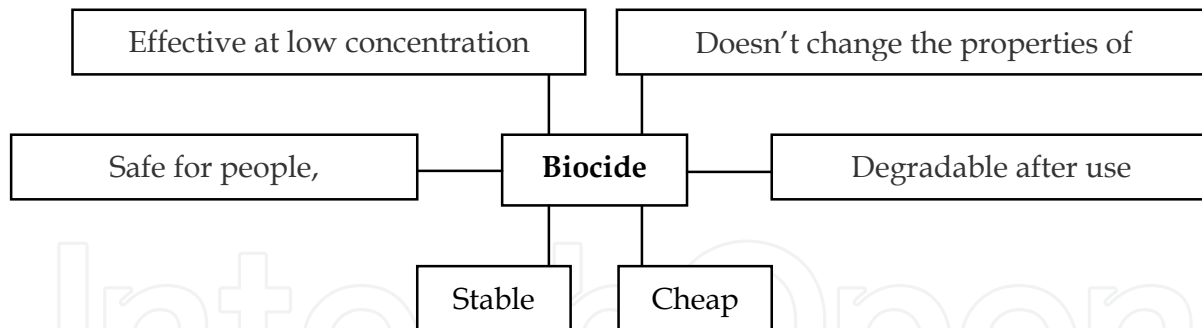 Effective at low concentration
Doesn't change the properties of
Safe for people,
Biocide
Degradable after use
Stable
Cheap